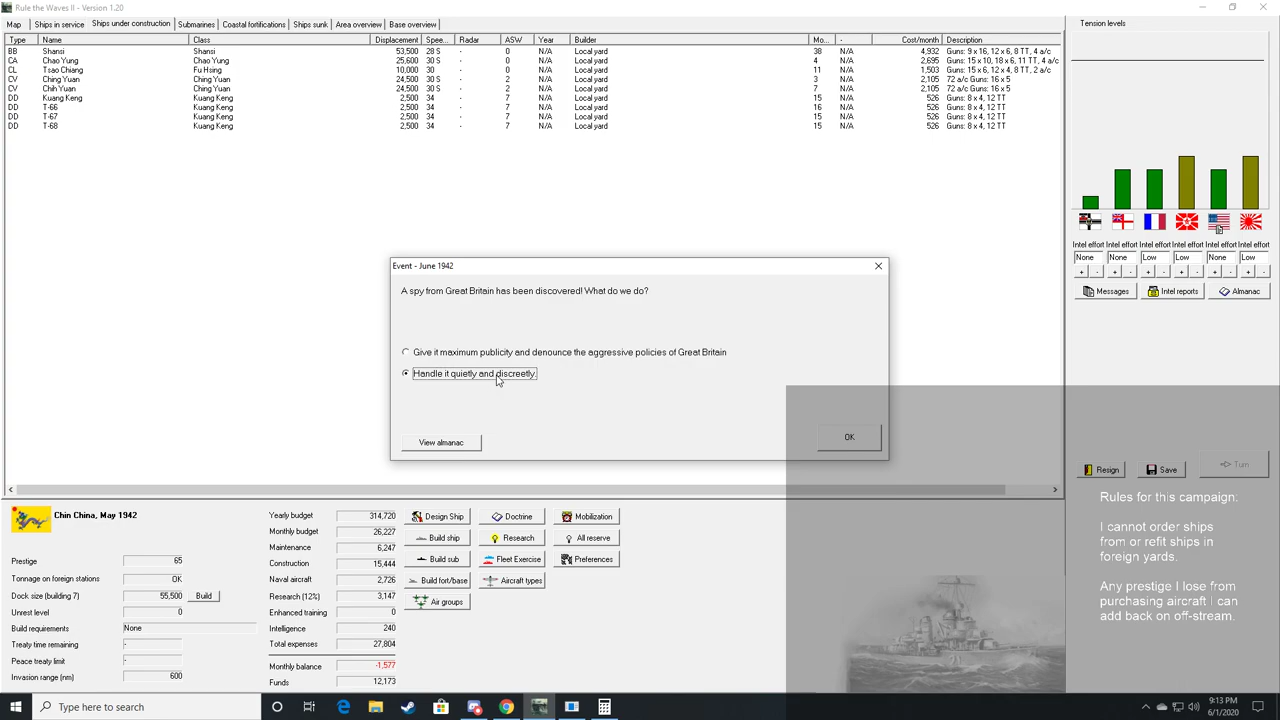 Rule the Waves II - Version 1.20
Map Ships in service Ships under construction Submarines Coastal fortifications Ships sunk Area overview Base overview
Type Name Class Displacement Spee... Radar ASW Year Builder Mo... - Cost/month Description
BB Shansi Shansi 53,500 28 S - 0 N/A Local yard 38 N/A 4,932 Guns: 9 x 16, 12 x 6, 8 TT, 4 a/c
CA Chao Yung Chao Yung 25,600 30 S - 0 N/A Local yard 4 N/A 2,695 Guns: 15 x 10, 18 x 6, 11 TT, 4 a/c
CL Tsao Chiang Fu Hsing 10,000 30 - 0 N/A Local yard 11 N/A 1,503 Guns: 15 x 6, 12 x 4, 8 TT, 2 a/c
CV Ching Yuan Ching Yuan 24,500 30 S - 2 N/A Local yard 3 N/A 2,105 72 a/c Guns: 16 x 5
CV Chih Yuan Ching Yuan 24,500 30 S - 2 N/A Local yard 7 N/A 2,105 72 a/c Guns: 16 x 5
DD Kuang Keng Kuang Keng 2,500 34 - 7 N/A Local yard 15 N/A 526 Guns: 8 x 4, 12 TT
DD T-66 Kuang Keng 2,500 34 - 7 N/A Local yard 16 N/A 526 Guns: 8 x 4, 12 TT
DD T-67 Kuang Keng 2,500 34 - 7 N/A Local yard 15 N/A 526 Guns: 8 x 4, 12 TT
DD T-68 Kuang Keng 2,500 34 - 7 N/A Local yard 15 N/A 526 Guns: 8 x 4, 12 TT
Tension levels
Intel effort Intel effort Intel effort Intel effort Intel effort Intel effort
None None Low Low None Low
+ - + - + - + - + - + -
Messages Intel reports Almanac
Event - June 1942
A spy from Great Britain has been discovered! What do we do?
Give it maximum publicity and denounce the aggressive policies of Great Britain
Handle it quietly and discreetly.
View almanac OK
Resign Save Turn
Rules for this campaign:
I cannot order ships
from or refit ships in
foreign yards.
Any prestige I lose from
purchasing aircraft I can
add back on off-stream.
Chin China, May 1942
Prestige 65
Tonnage on foreign stations OK
Dock size (building 7) 55,500 Build
Unrest level 0
Build requirements None
Treaty time remaining -
Peace treaty limit -
Invasion range (nm) 600
Yearly budget 314,720
Monthly budget 26,227
Maintenance 6,247
Construction 15,444
Naval aircraft 2,726
Research (12%) 3,147
Enhanced training 0
Intelligence 240
Total expenses 27,804
Monthly balance -1,577
Funds 12,173
Design Ship Doctrine Mobilization
Build ship Research All reserve
Build sub Fleet Exercise Preferences
Build fort/base Aircraft types
Air groups
71
Type here to search
9:13 PM
6/1/2020